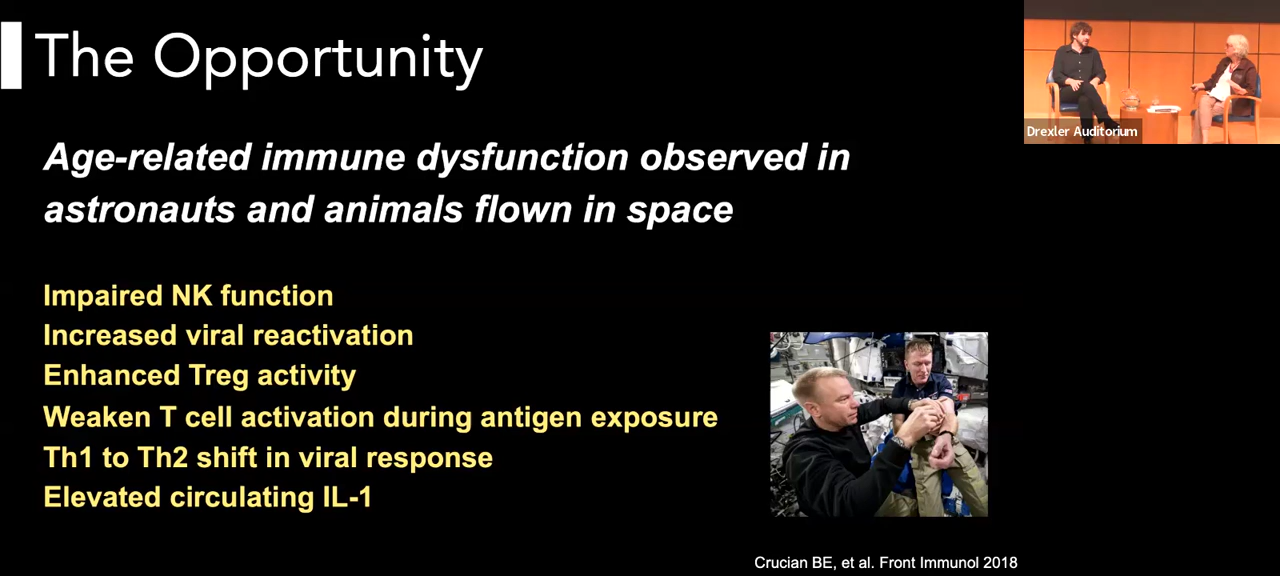 The Opportunity
Drexler Auditorium
Age-related immune dysfunction observed in
astronauts and animals flown in space
Impaired NK function
Increased viral reactivation
Enhanced Treg activity
Weaken T cell activation during antigen exposure
Th1 to Th2 shift in viral response
Elevated circulating IL-1
Crucian BE, et al. Front Immunol 2018